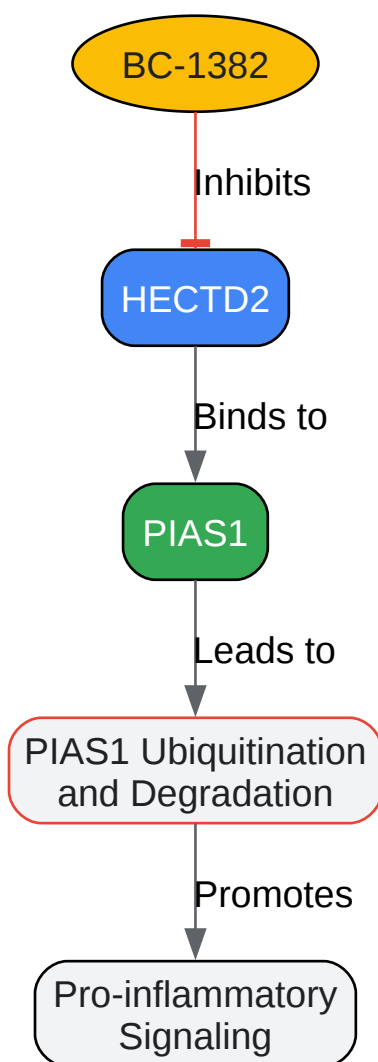 BC-1382
Inhibits
HECTD2
Binds to
PIAS1
Leads to
PIAS1 Ubiquitination
and Degradation
Promotes
Pro-inflammatory
Signaling